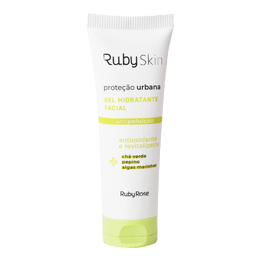 RubySkin
proteção urbana
GEL HIDRATANTE
FACIAL
antipoluição
antioxidante
e revitalizante
+ chá verde
pepino
algas marinhas
RubyRose